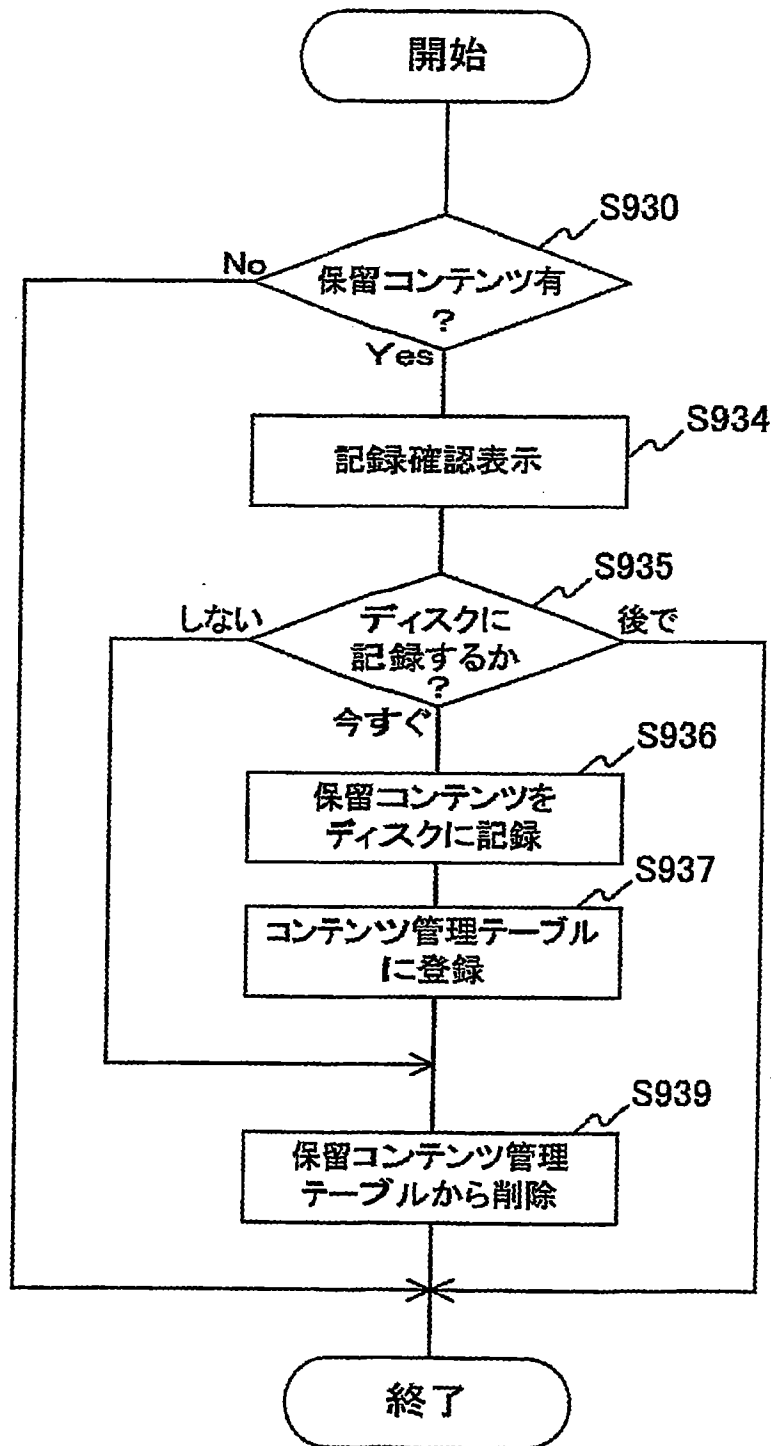 開始
S930
No
保留コンテンツ有
?
Yes
S934
記録確認表示
S935
しない
ディスクに
後で
記録するか
?
今すぐ
S936
保留コンテンツを
ディスクに記録
S937
コンテンツ管理テーブル
に登録
S939
保留コンテンツ管理
テーブルから削除
終了